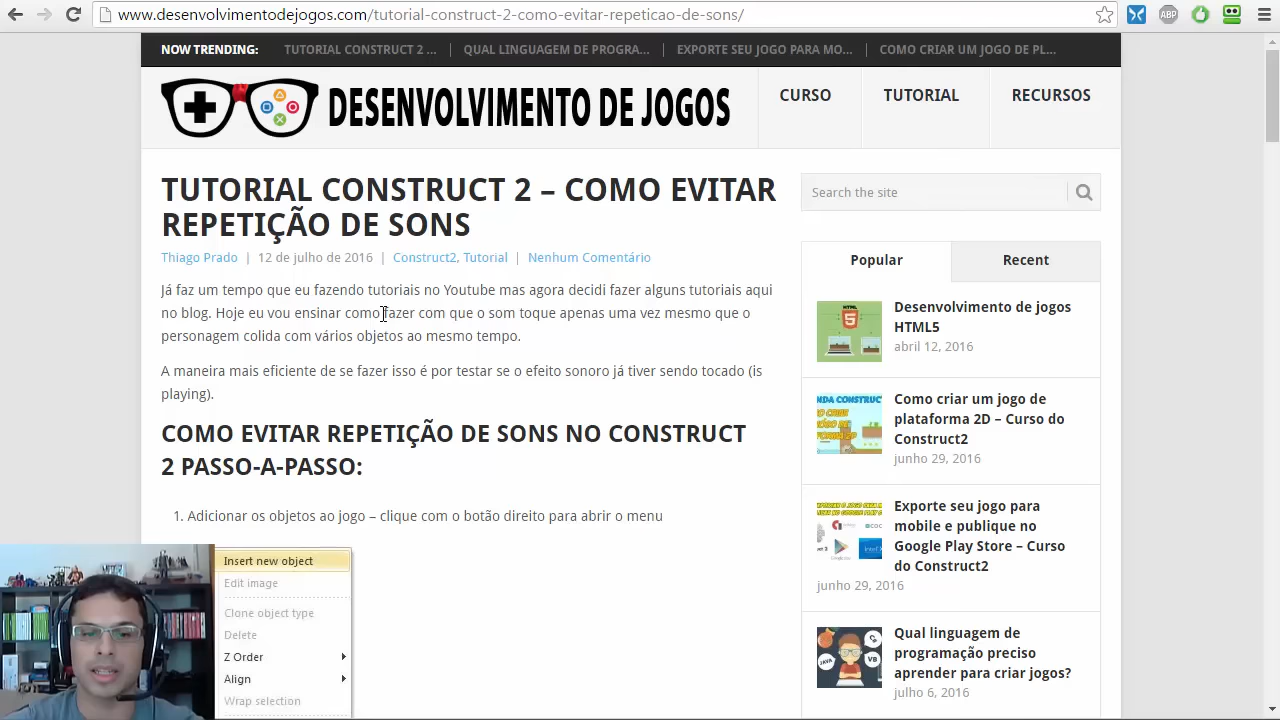 www.desenvolvimentodejogos.com/tutorial-construct-2-como-evitar-repeticao-de-sons/
ABP
NOW TRENDING:
TUTORIAL CONSTRUCT 2 ...
QUAL LINGUAGEM DE PROGRA...
EXPORTE SEU JOGO PARA MO...
COMO CRIAR UM JOGO DE PL...
DESENVOLVIMENTO DE JOGOS
CURSO
TUTORIAL
RECURSOS
TUTORIAL CONSTRUCT 2 – COMO EVITAR
REPETIÇÃO DE SONS
Thiago Prado | 12 de julho de 2016 | Construct2, Tutorial | Nenhum Comentário
Já faz um tempo que eu fazendo tutoriais no Youtube mas agora decidi fazer alguns tutoriais aqui
no blog. Hoje eu vou ensinar como fazer com que o som toque apenas uma vez mesmo que o
personagem colida com vários objetos ao mesmo tempo.
A maneira mais eficiente de se fazer isso é por testar se o efeito sonoro já tiver sendo tocado (is
playing).
COMO EVITAR REPETIÇÃO DE SONS NO CONSTRUCT
2 PASSO-A-PASSO:
1. Adicionar os objetos ao jogo – clique com o botão direito para abrir o menu
Insert new object
Edit image
Clone object type
Delete
Z Order
Align
Wrap selection
Search the site
Popular
Recent
HTML
Desenvolvimento de jogos
HTML5
abril 12, 2016
Como criar um jogo de
plataforma 2D – Curso do
Construct2
junho 29, 2016
Exporte seu jogo para
mobile e publique no
Google Play Store – Curso
do Construct2
junho 29, 2016
JAVA
VB
Qual linguagem de
programação preciso
aprender para criar jogos?
julho 6, 2016